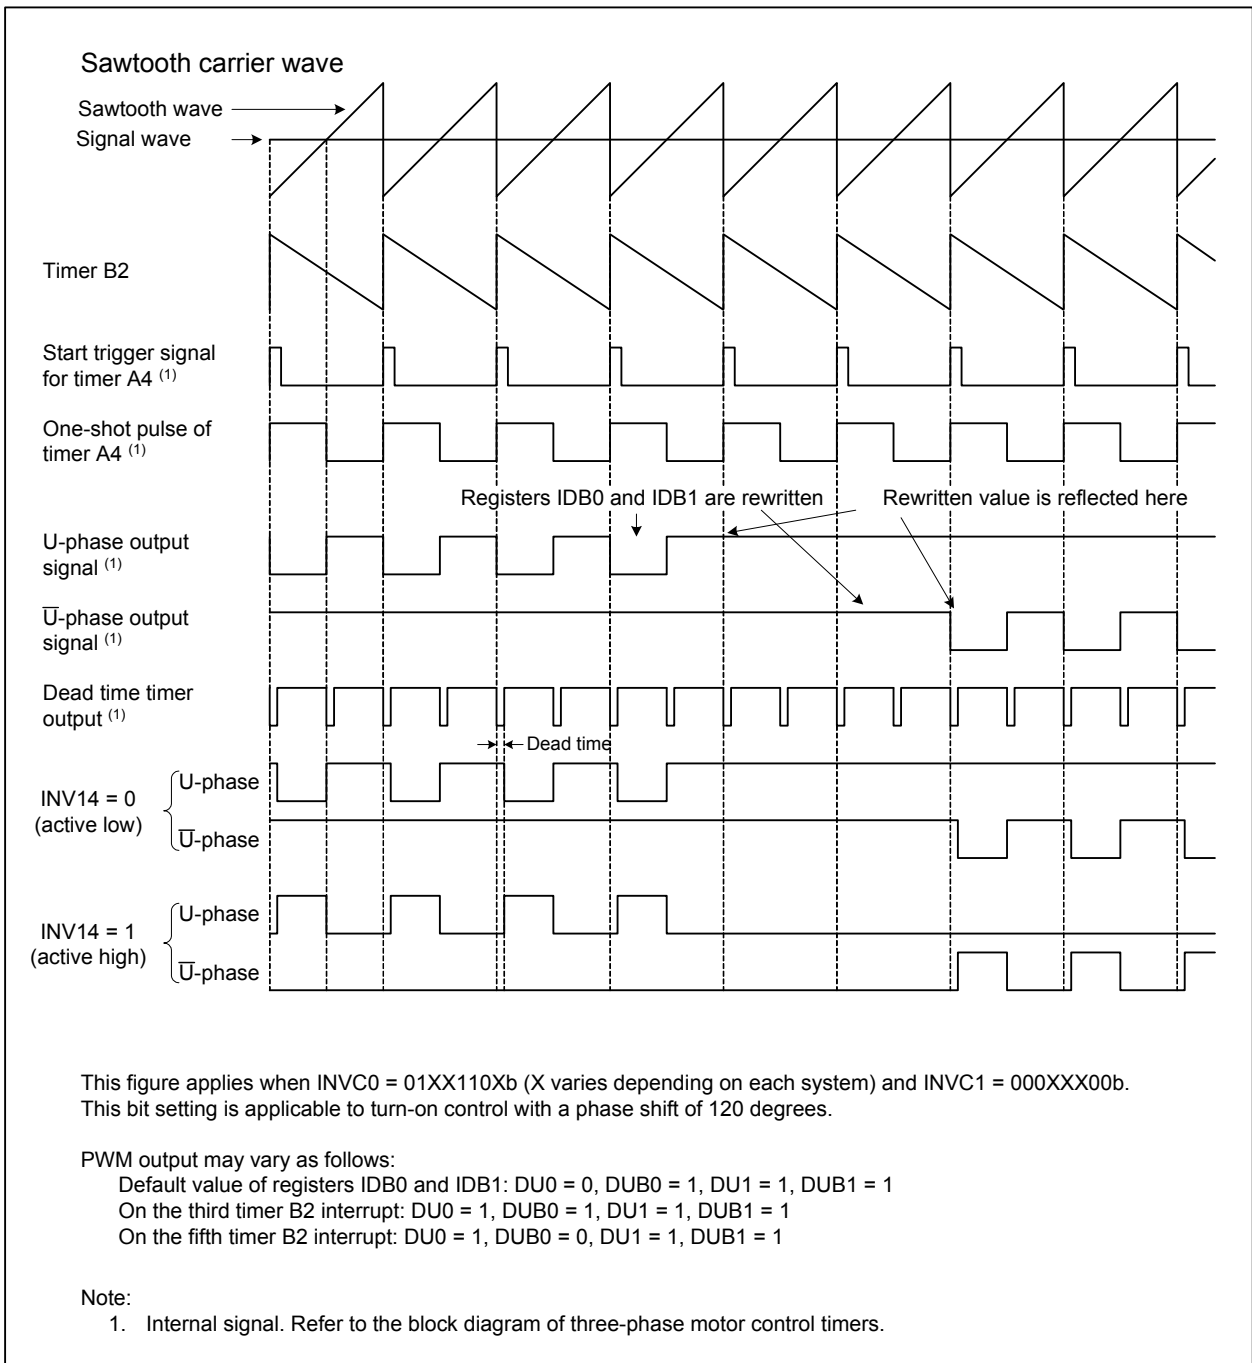 Sawtooth carrier wave
Sawtooth wave
Signal wave
Timer B2
Start trigger signal
for timer A4 (1)
One-shot pulse of
timer A4 (1)
Registers IDB0 and IDB1 are rewritten
Rewritten value is reflected here
U-phase output
signal (1)
U̅-phase output
signal (1)
Dead time timer
output (1)
Dead time
INV14 = 0
(active low)
U-phase
U̅-phase
INV14 = 1
(active high)
U-phase
U̅-phase
This figure applies when INVC0 = 01XX110Xb (X varies depending on each system) and INVC1 = 000XXX00b.
This bit setting is applicable to turn-on control with a phase shift of 120 degrees.
PWM output may vary as follows:
Default value of registers IDB0 and IDB1: DU0 = 0, DUB0 = 1, DU1 = 1, DUB1 = 1
On the third timer B2 interrupt: DU0 = 1, DUB0 = 1, DU1 = 1, DUB1 = 1
On the fifth timer B2 interrupt: DU0 = 1, DUB0 = 0, DU1 = 1, DUB1 = 1
Note:
1. Internal signal. Refer to the block diagram of three-phase motor control timers.